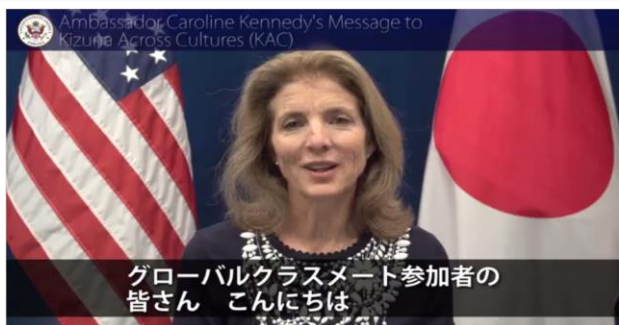 Ambassador Caroline Kennedy's Message to
Kizuna Across Cultures (KAC)
グローバルクラスメート参加者の
皆さん　こんにちは